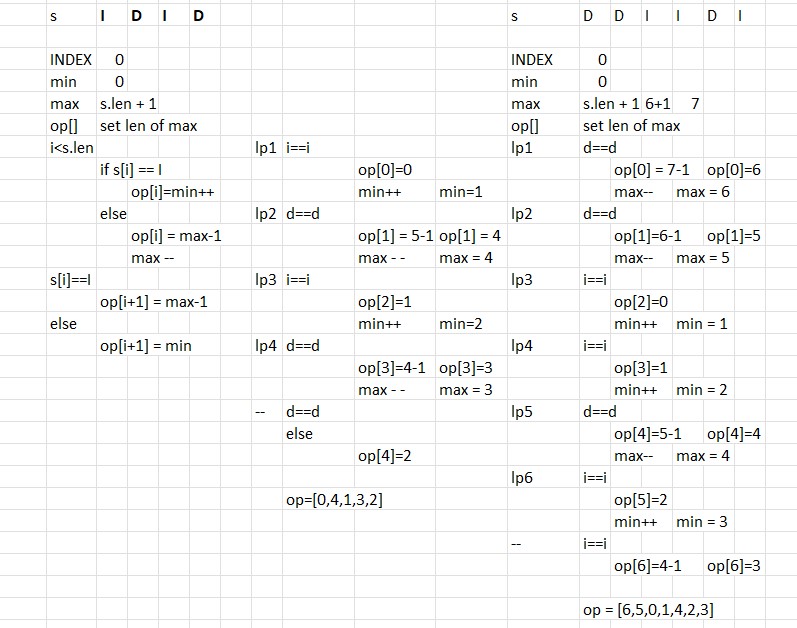 s I D I D s D D I I D I
INDEX 0 INDEX 0
min 0 min 0
max s.len + 1 max s.len + 1 6+1 7
op[] set len of max op[] set len of max
i<s.len lp1 i==i lp1 d==d
if s[i] == I op[0]=0 op[0] = 7-1 op[0]=6
op[i]=min++ min++ min=1 max-- max = 6
else lp2 d==d lp2 d==d
op[i] = max-1 op[1] = 5-1 op[1] = 4 op[1]=6-1 op[1]=5
max -- max - - max = 4 max-- max = 5
s[i]==I lp3 i==i lp3 i==i
op[i+1] = max-1 op[2]=1 op[2]=0
else min++ min=2 min++ min = 1
op[i+1] = min lp4 d==d lp4 i==i
op[3]=4-1 op[3]=3 op[3]=1
max - - max = 3 min++ min = 2
-- d==d lp5 d==d
else op[4]=5-1 op[4]=4
op[4]=2 max-- max = 4
lp6 i==i
op=[0,4,1,3,2] op[5]=2
min++ min = 3
-- i==i
op[6]=4-1 op[6]=3
op = [6,5,0,1,4,2,3]